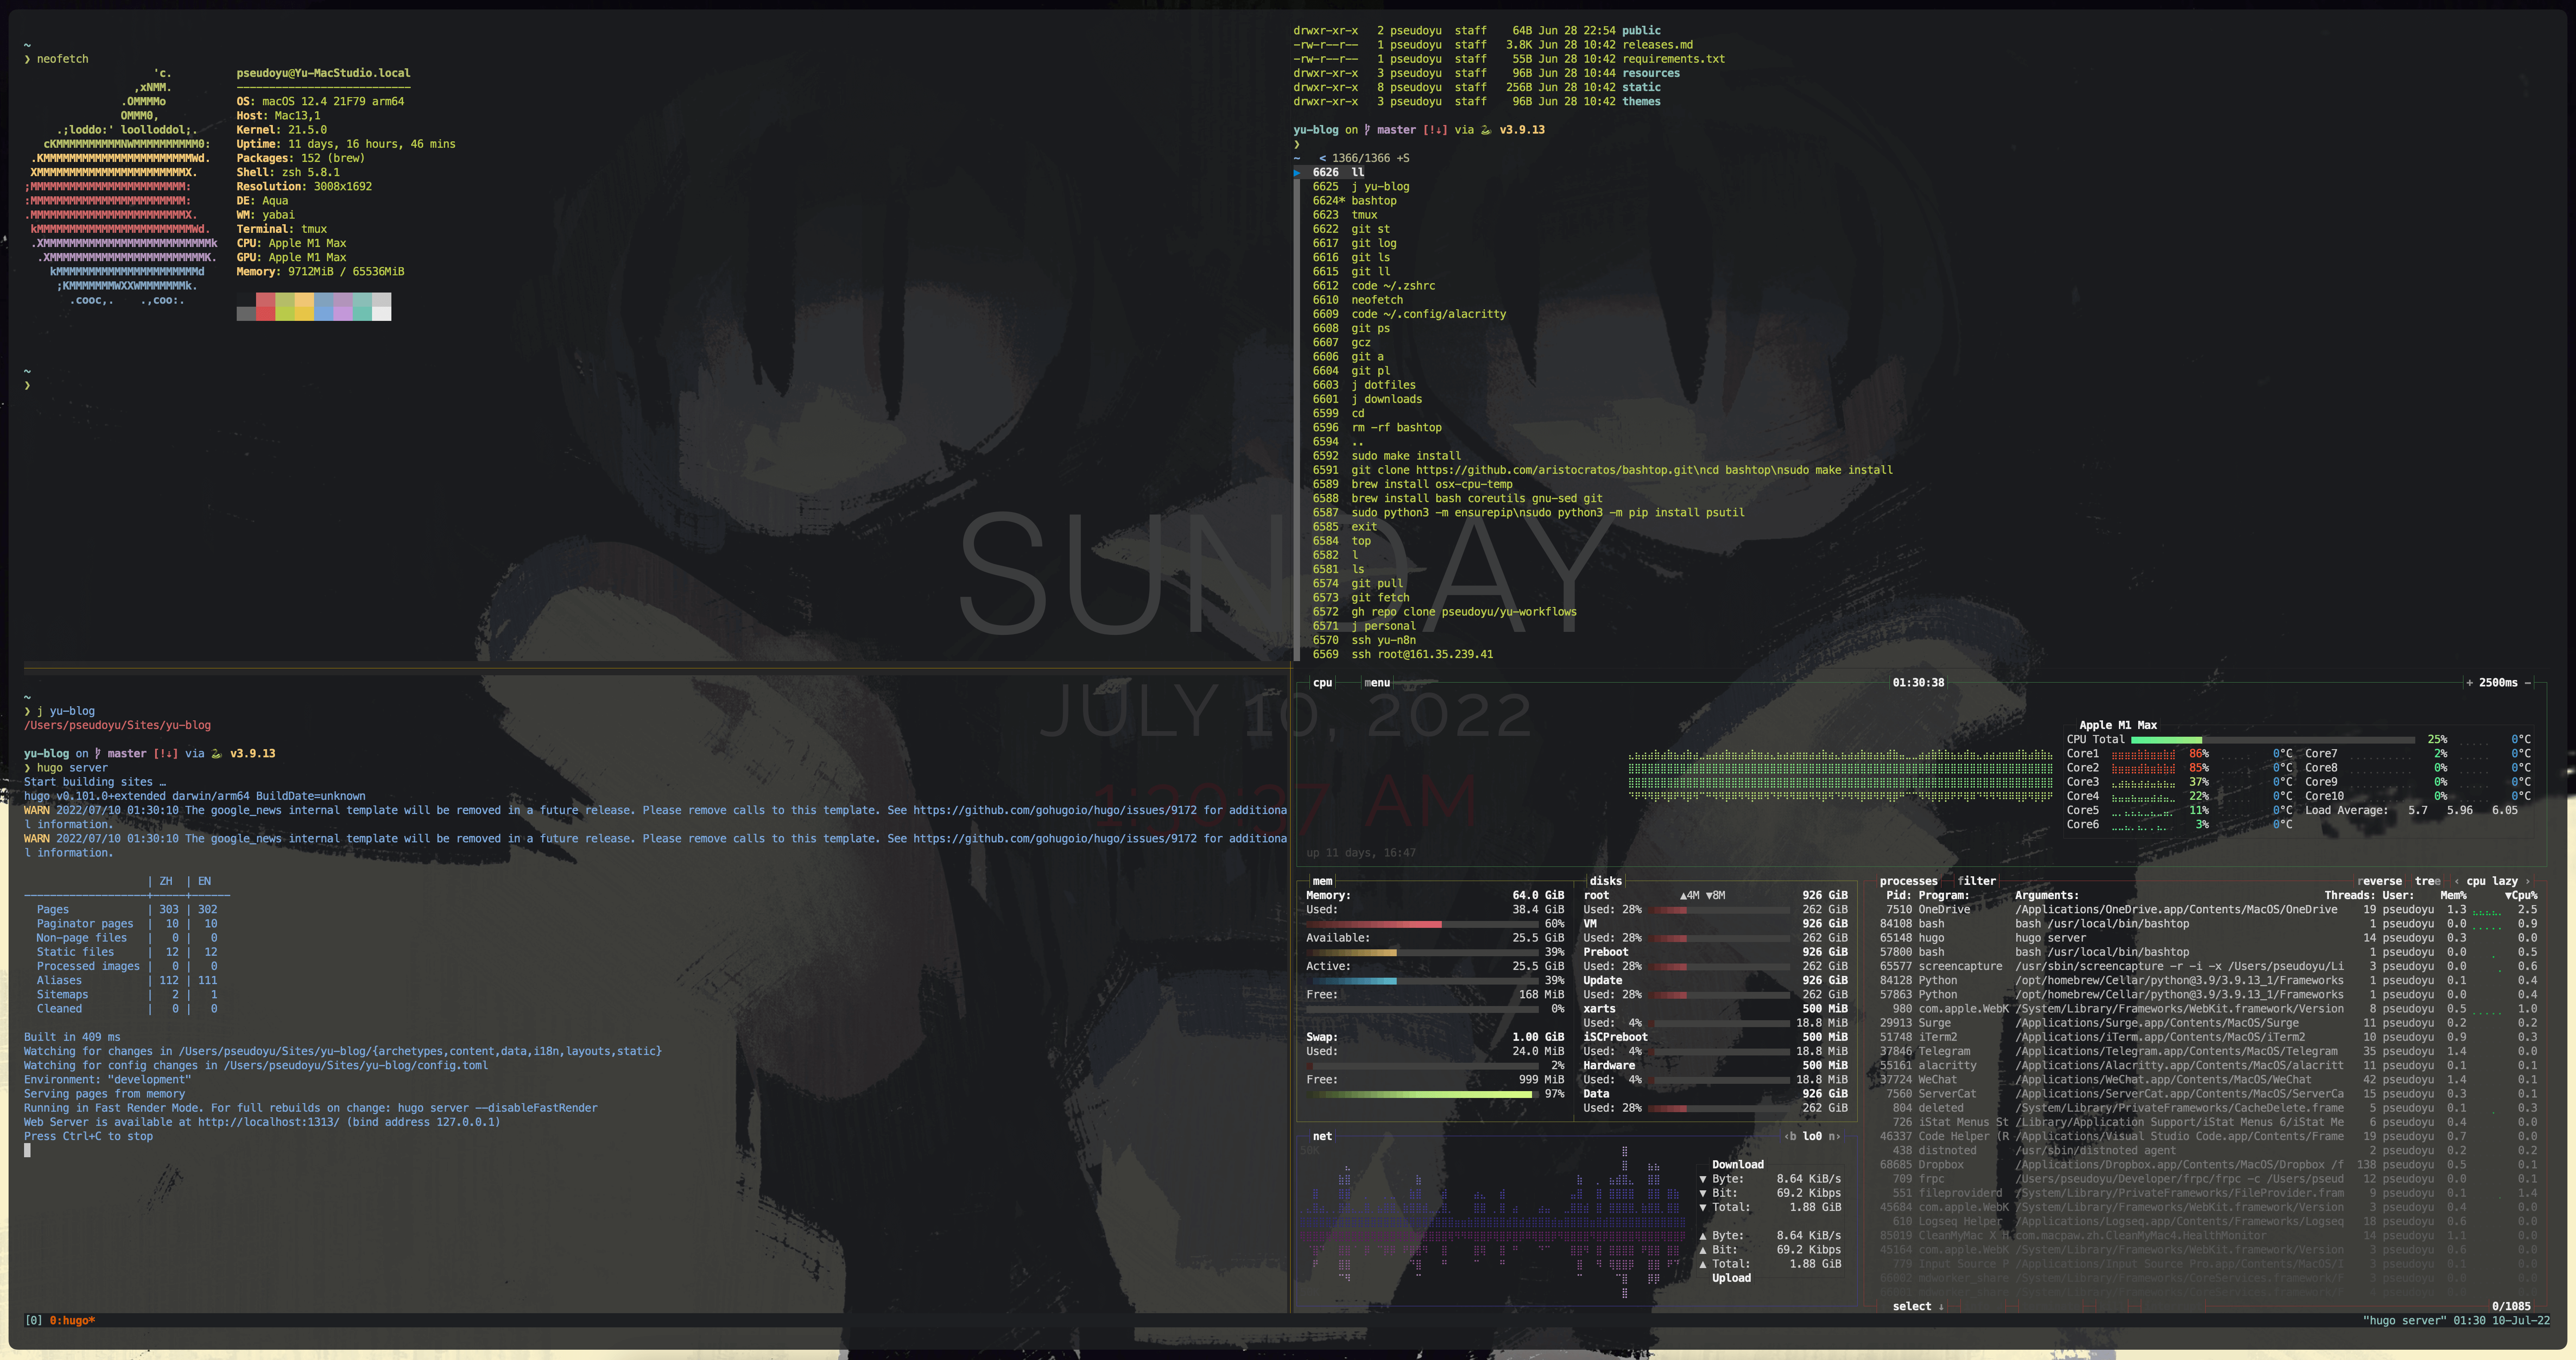 ~
❯ neofetch
'c.
,xNMM.
.OMMMMo
OMMM0,
.;loddo:' loolloddol;.
cKMMMMMMMMMMNWMMMMMMMMMM0:
.KMMMMMMMMMMMMMMMMMMMMMMMWd.
XMMMMMMMMMMMMMMMMMMMMMMMX.
;MMMMMMMMMMMMMMMMMMMMMMMM:
:MMMMMMMMMMMMMMMMMMMMMMMM:
.MMMMMMMMMMMMMMMMMMMMMMMMX.
kMMMMMMMMMMMMMMMMMMMMMMMMWd.
.XMMMMMMMMMMMMMMMMMMMMMMMMMMk
.XMMMMMMMMMMMMMMMMMMMMMMMMK.
kMMMMMMMMMMMMMMMMMMMMMMd
;KMMMMMMMWXXWMMMMMMMk.
.cooc,. .,coo:.
pseudoyu@Yu-MacStudio.local
---------------------------
OS: macOS 12.4 21F79 arm64
Host: Mac13,1
Kernel: 21.5.0
Uptime: 11 days, 16 hours, 46 mins
Packages: 152 (brew)
Shell: zsh 5.8.1
Resolution: 3008x1692
DE: Aqua
WM: yabai
Terminal: tmux
CPU: Apple M1 Max
GPU: Apple M1 Max
Memory: 9712MiB / 65536MiB
~
❯
drwxr-xr-x 2 pseudoyu staff 64B Jun 28 22:54 public
-rw-r--r-- 1 pseudoyu staff 3.8K Jun 28 10:42 releases.md
-rw-r--r-- 1 pseudoyu staff 55B Jun 28 10:42 requirements.txt
drwxr-xr-x 3 pseudoyu staff 96B Jun 28 10:44 resources
drwxr-xr-x 8 pseudoyu staff 256B Jun 28 10:42 static
drwxr-xr-x 3 pseudoyu staff 96B Jun 28 10:42 themes
yu-blog on master [!↓] via 🐍 v3.9.13
❯
~ < 1366/1366 +S
▶ 6626 ll
6625 j yu-blog
6624* bashtop
6623 tmux
6622 git st
6617 git log
6616 git ls
6615 git ll
6612 code ~/.zshrc
6610 neofetch
6609 code ~/.config/alacritty
6608 git ps
6607 gcz
6606 git a
6604 git pl
6603 j dotfiles
6601 j downloads
6599 cd
6596 rm -rf bashtop
6594 ..
6592 sudo make install
6591 git clone https://github.com/aristocratos/bashtop.git\ncd bashtop\nsudo make install
6589 brew install osx-cpu-temp
6588 brew install bash coreutils gnu-sed git
6587 sudo python3 -m ensurepip\nsudo python3 -m pip install psutil
6585 exit
6584 top
6582 l
6581 ls
6574 git pull
6573 git fetch
6572 gh repo clone pseudoyu/yu-workflows
6571 j personal
6570 ssh yu-n8n
6569 ssh root@161.35.239.41
SUNDAY
JULY 10, 2022
1:30:37 AM
~
❯ j yu-blog
/Users/pseudoyu/Sites/yu-blog
yu-blog on master [!↓] via 🐍 v3.9.13
❯ hugo server
Start building sites …
hugo v0.101.0+extended darwin/arm64 BuildDate=unknown
WARN 2022/07/10 01:30:10 The google_news internal template will be removed in a future release. Please remove calls to this template. See https://github.com/gohugoio/hugo/issues/9172 for additiona
l information.
WARN 2022/07/10 01:30:10 The google_news internal template will be removed in a future release. Please remove calls to this template. See https://github.com/gohugoio/hugo/issues/9172 for additiona
l information.
| ZH | EN
-------------------+-----+------
Pages | 303 | 302
Paginator pages | 10 | 10
Non-page files | 0 | 0
Static files | 12 | 12
Processed images | 0 | 0
Aliases | 112 | 111
Sitemaps | 2 | 1
Cleaned | 0 | 0
Built in 409 ms
Watching for changes in /Users/pseudoyu/Sites/yu-blog/{archetypes,content,data,i18n,layouts,static}
Watching for config changes in /Users/pseudoyu/Sites/yu-blog/config.toml
Environment: "development"
Serving pages from memory
Running in Fast Render Mode. For full rebuilds on change: hugo server --disableFastRender
Web Server is available at http://localhost:1313/ (bind address 127.0.0.1)
Press Ctrl+C to stop
cpu menu 01:30:38 + 2500ms −
Apple M1 Max
CPU Total 25% 0°C
Core1 86% 0°C Core7 2% 0°C
Core2 85% 0°C Core8 0% 0°C
Core3 37% 0°C Core9 0% 0°C
Core4 22% 0°C Core10 0% 0°C
Core5 11% 0°C Load Average: 5.7 5.96 6.05
Core6 3% 0°C
up 11 days, 16:47
mem
Memory: 64.0 GiB
Used: 38.4 GiB
60%
Available: 25.5 GiB
39%
Active: 25.5 GiB
39%
Free: 168 MiB
0%
Swap: 1.00 GiB
Used: 24.0 MiB
2%
Free: 999 MiB
97%
disks
root ▲4M ▼8M 926 GiB
Used: 28% 262 GiB
VM 926 GiB
Used: 28% 262 GiB
Preboot 926 GiB
Used: 28% 262 GiB
Update 926 GiB
Used: 28% 262 GiB
xarts 500 MiB
Used: 4% 18.8 MiB
iSCPreboot 500 MiB
Used: 4% 18.8 MiB
Hardware 500 MiB
Used: 4% 18.8 MiB
Data 926 GiB
Used: 28% 262 GiB
net ‹b lo0 n›
50K
Download
▼ Byte: 8.64 KiB/s
▼ Bit: 69.2 Kibps
▼ Total: 1.88 GiB
▲ Byte: 8.64 KiB/s
▲ Bit: 69.2 Kibps
▲ Total: 1.88 GiB
Upload
processes filter reverse tree ‹ cpu lazy ›
Pid: Program: Arguments: Threads: User: Mem% ▼Cpu%
7510 OneDrive /Applications/OneDrive.app/Contents/MacOS/OneDrive 19 pseudoyu 1.3 2.5
84108 bash bash /usr/local/bin/bashtop 1 pseudoyu 0.0 0.9
65148 hugo hugo server 14 pseudoyu 0.3 0.0
57800 bash bash /usr/local/bin/bashtop 1 pseudoyu 0.0 0.5
65577 screencapture /usr/sbin/screencapture -r -i -x /Users/pseudoyu/Li 3 pseudoyu 0.0 0.6
84128 Python /opt/homebrew/Cellar/python@3.9/3.9.13_1/Frameworks 1 pseudoyu 0.1 0.4
57863 Python /opt/homebrew/Cellar/python@3.9/3.9.13_1/Frameworks 1 pseudoyu 0.0 0.4
980 com.apple.WebK /System/Library/Frameworks/WebKit.framework/Version 8 pseudoyu 0.5 1.0
29913 Surge /Applications/Surge.app/Contents/MacOS/Surge 11 pseudoyu 0.2 0.2
51748 iTerm2 /Applications/iTerm.app/Contents/MacOS/iTerm2 10 pseudoyu 0.9 0.3
37846 Telegram /Applications/Telegram.app/Contents/MacOS/Telegram 35 pseudoyu 1.4 0.0
55161 alacritty /Applications/Alacritty.app/Contents/MacOS/alacritt 11 pseudoyu 0.1 0.1
37724 WeChat /Applications/WeChat.app/Contents/MacOS/WeChat 42 pseudoyu 1.4 0.1
7560 ServerCat /Applications/ServerCat.app/Contents/MacOS/ServerCa 15 pseudoyu 0.3 0.1
804 deleted /System/Library/PrivateFrameworks/CacheDelete.frame 5 pseudoyu 0.1 0.3
726 iStat Menus St /Library/Application Support/iStat Menus 6/iStat Me 6 pseudoyu 0.4 0.0
46337 Code Helper (R /Applications/Visual Studio Code.app/Contents/Frame 19 pseudoyu 0.7 0.0
438 distnoted /usr/sbin/distnoted agent 2 pseudoyu 0.2 0.2
68685 Dropbox /Applications/Dropbox.app/Contents/MacOS/Dropbox /f 138 pseudoyu 0.5 0.1
709 frpc /Users/pseudoyu/Developer/frpc/frpc -c /Users/pseud 12 pseudoyu 0.0 0.1
551 fileproviderd /System/Library/PrivateFrameworks/FileProvider.fram 9 pseudoyu 0.1 1.4
45684 com.apple.WebK /System/Library/Frameworks/WebKit.framework/Version 3 pseudoyu 0.4 0.0
610 Logseq Helper /Applications/Logseq.app/Contents/Frameworks/Logseq 18 pseudoyu 0.6 0.0
85019 CleanMyMac X H com.macpaw.zh.CleanMyMac4.HealthMonitor 14 pseudoyu 1.1 0.0
45164 com.apple.WebK /System/Library/Frameworks/WebKit.framework/Version 3 pseudoyu 0.6 0.0
779 Input Source P /Applications/Input Source Pro.app/Contents/MacOS/I 3 pseudoyu 0.1 0.0
66002 mdworker_share /System/Library/Frameworks/CoreServices.framework/F 3 pseudoyu 0.0 0.0
select ↓ 0/1085
[0] 0:hugo* "hugo server" 01:30 10-Jul-22